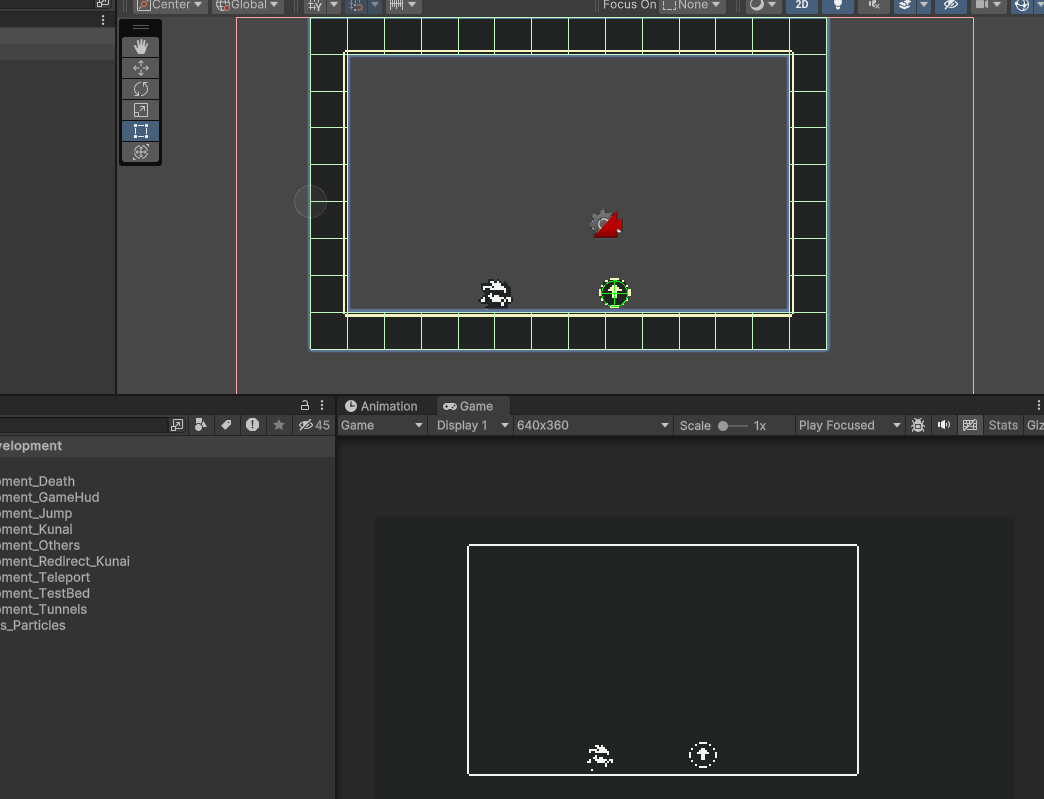 Center
Global
Focus On
None
2D
45
Animation
Game
Game
Display 1
640x360
Scale
1x
Play Focused
Stats
Giz
velopment
oment_Death
oment_GameHud
oment_Jump
oment_Kunai
oment_Others
oment_Redirect_Kunai
oment_Teleport
oment_TestBed
oment_Tunnels
s_Particles